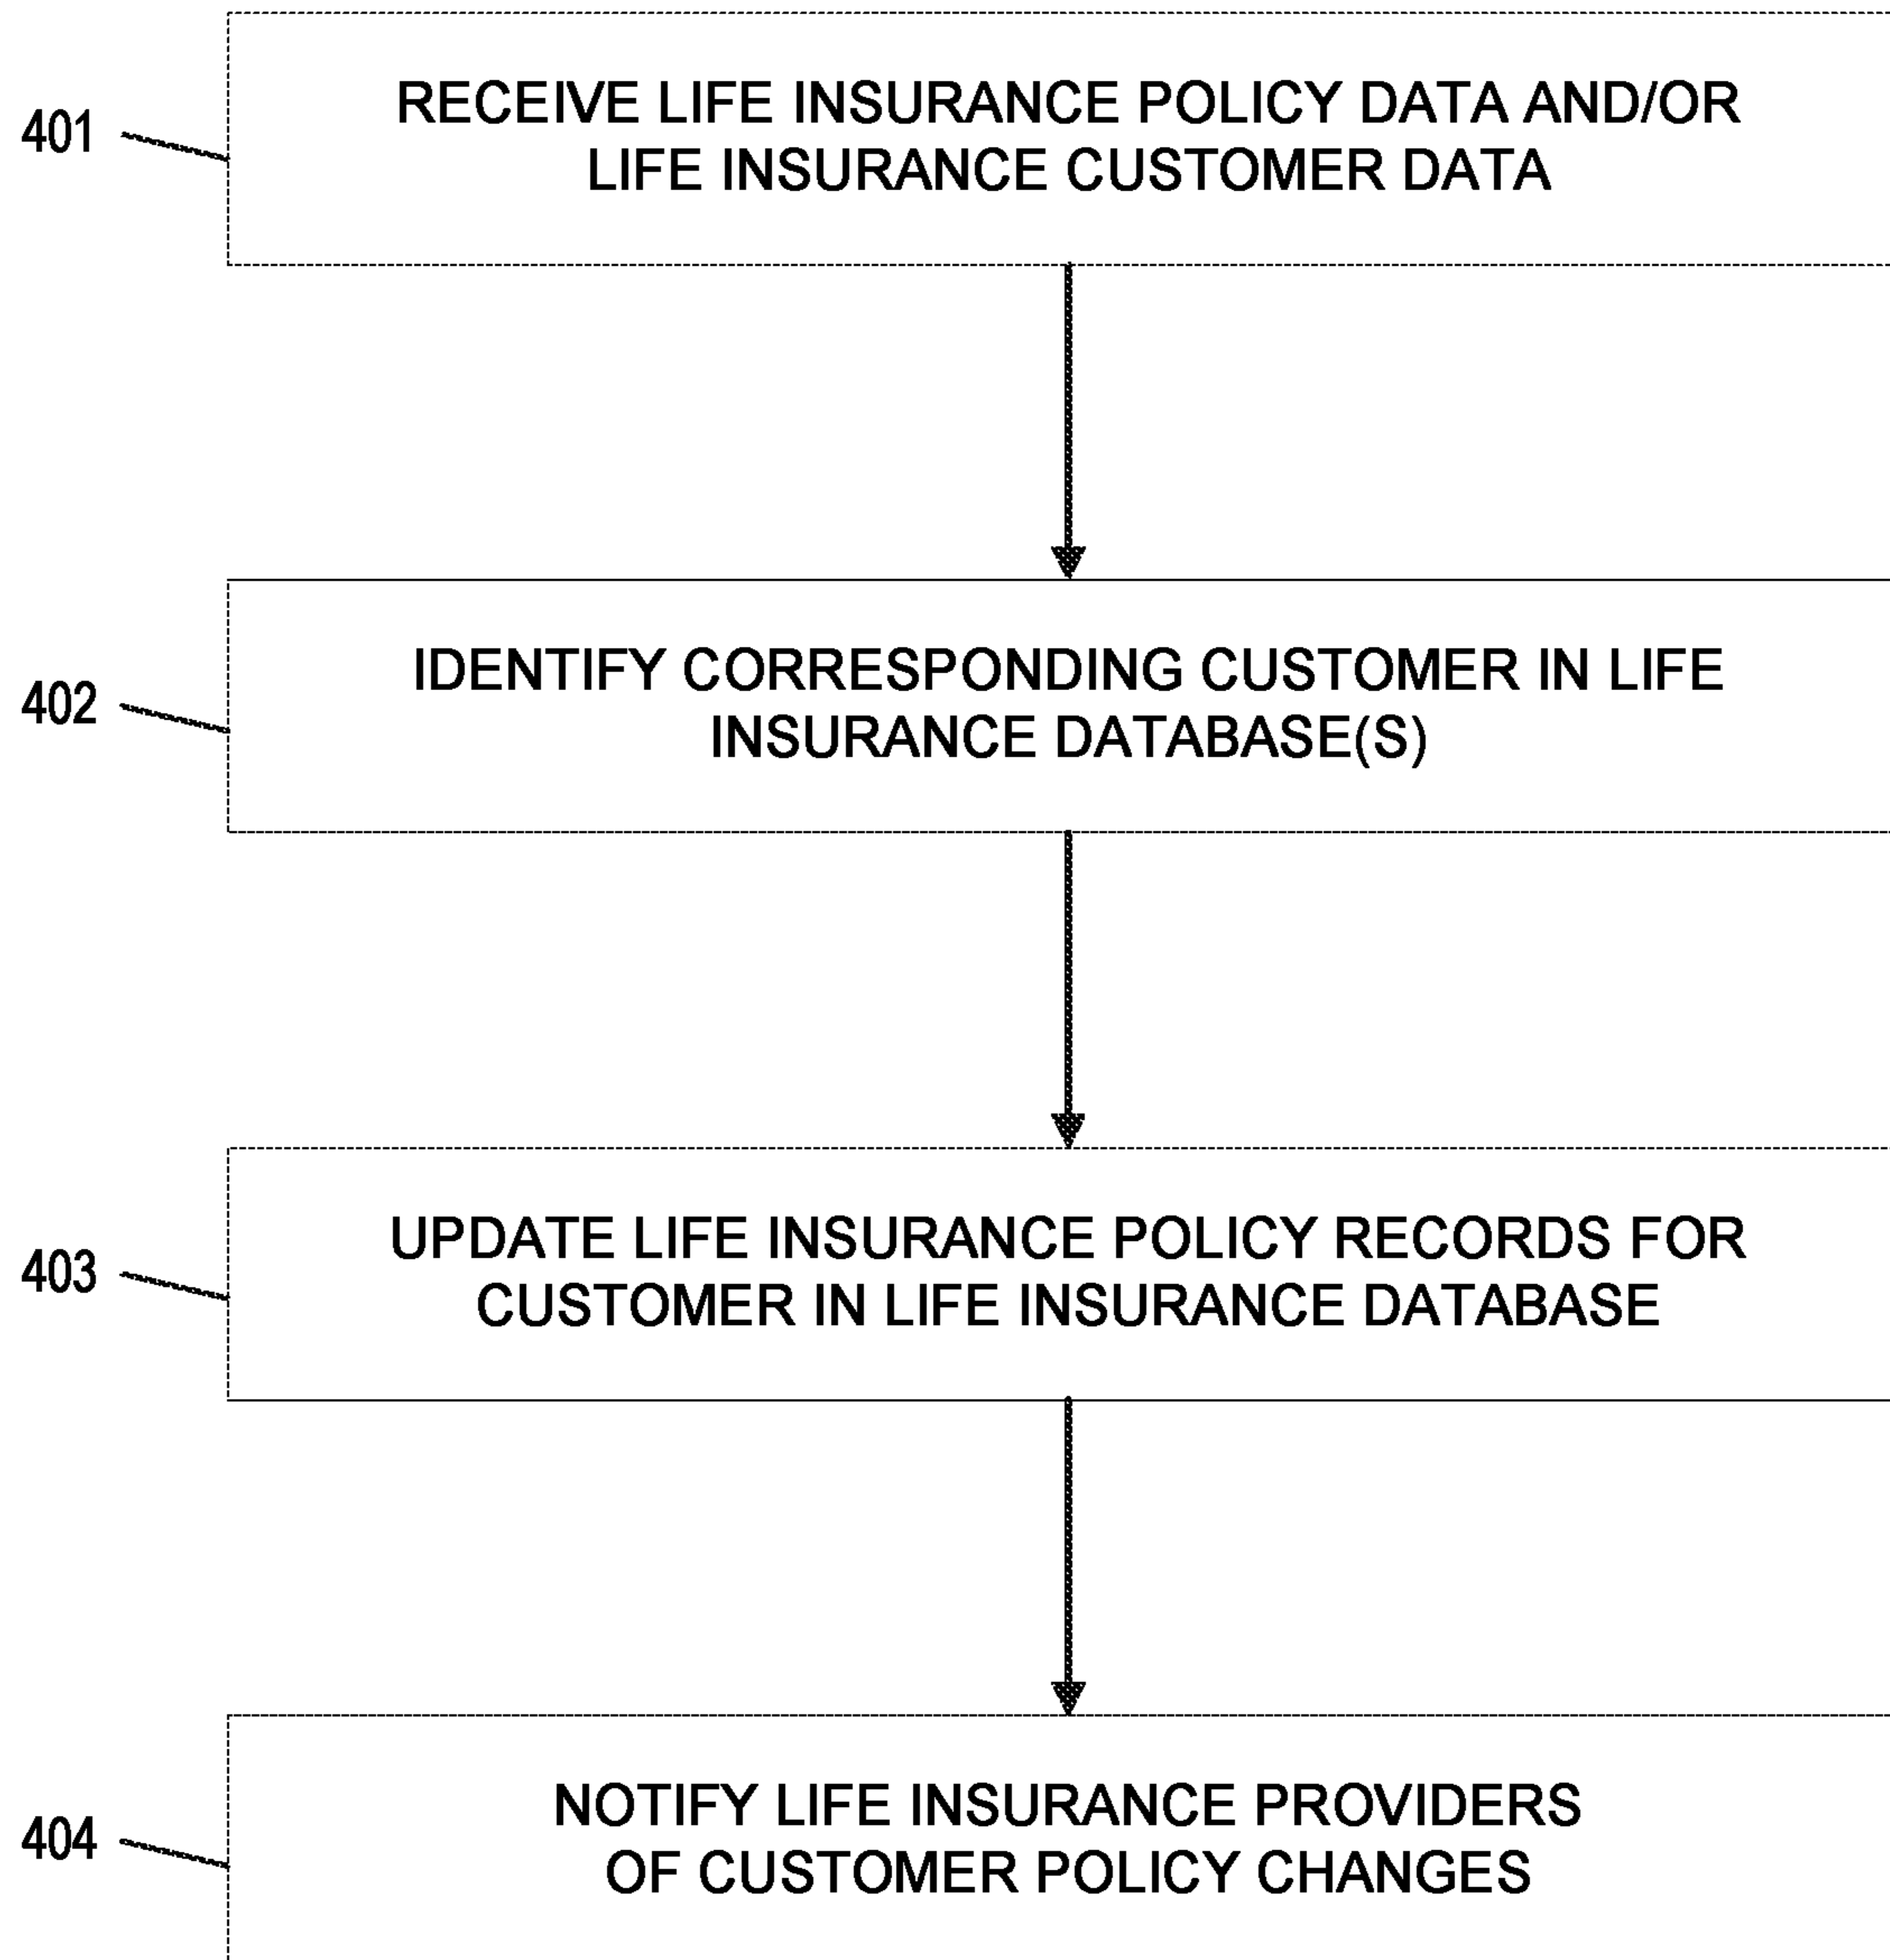 401
RECEIVE LIFE INSURANCE POLICY DATA AND/OR
LIFE INSURANCE CUSTOMER DATA
402
IDENTIFY CORRESPONDING CUSTOMER IN LIFE
INSURANCE DATABASE(S)
403
UPDATE LIFE INSURANCE POLICY RECORDS FOR
CUSTOMER IN LIFE INSURANCE DATABASE
404
NOTIFY LIFE INSURANCE PROVIDERS
OF CUSTOMER POLICY CHANGES